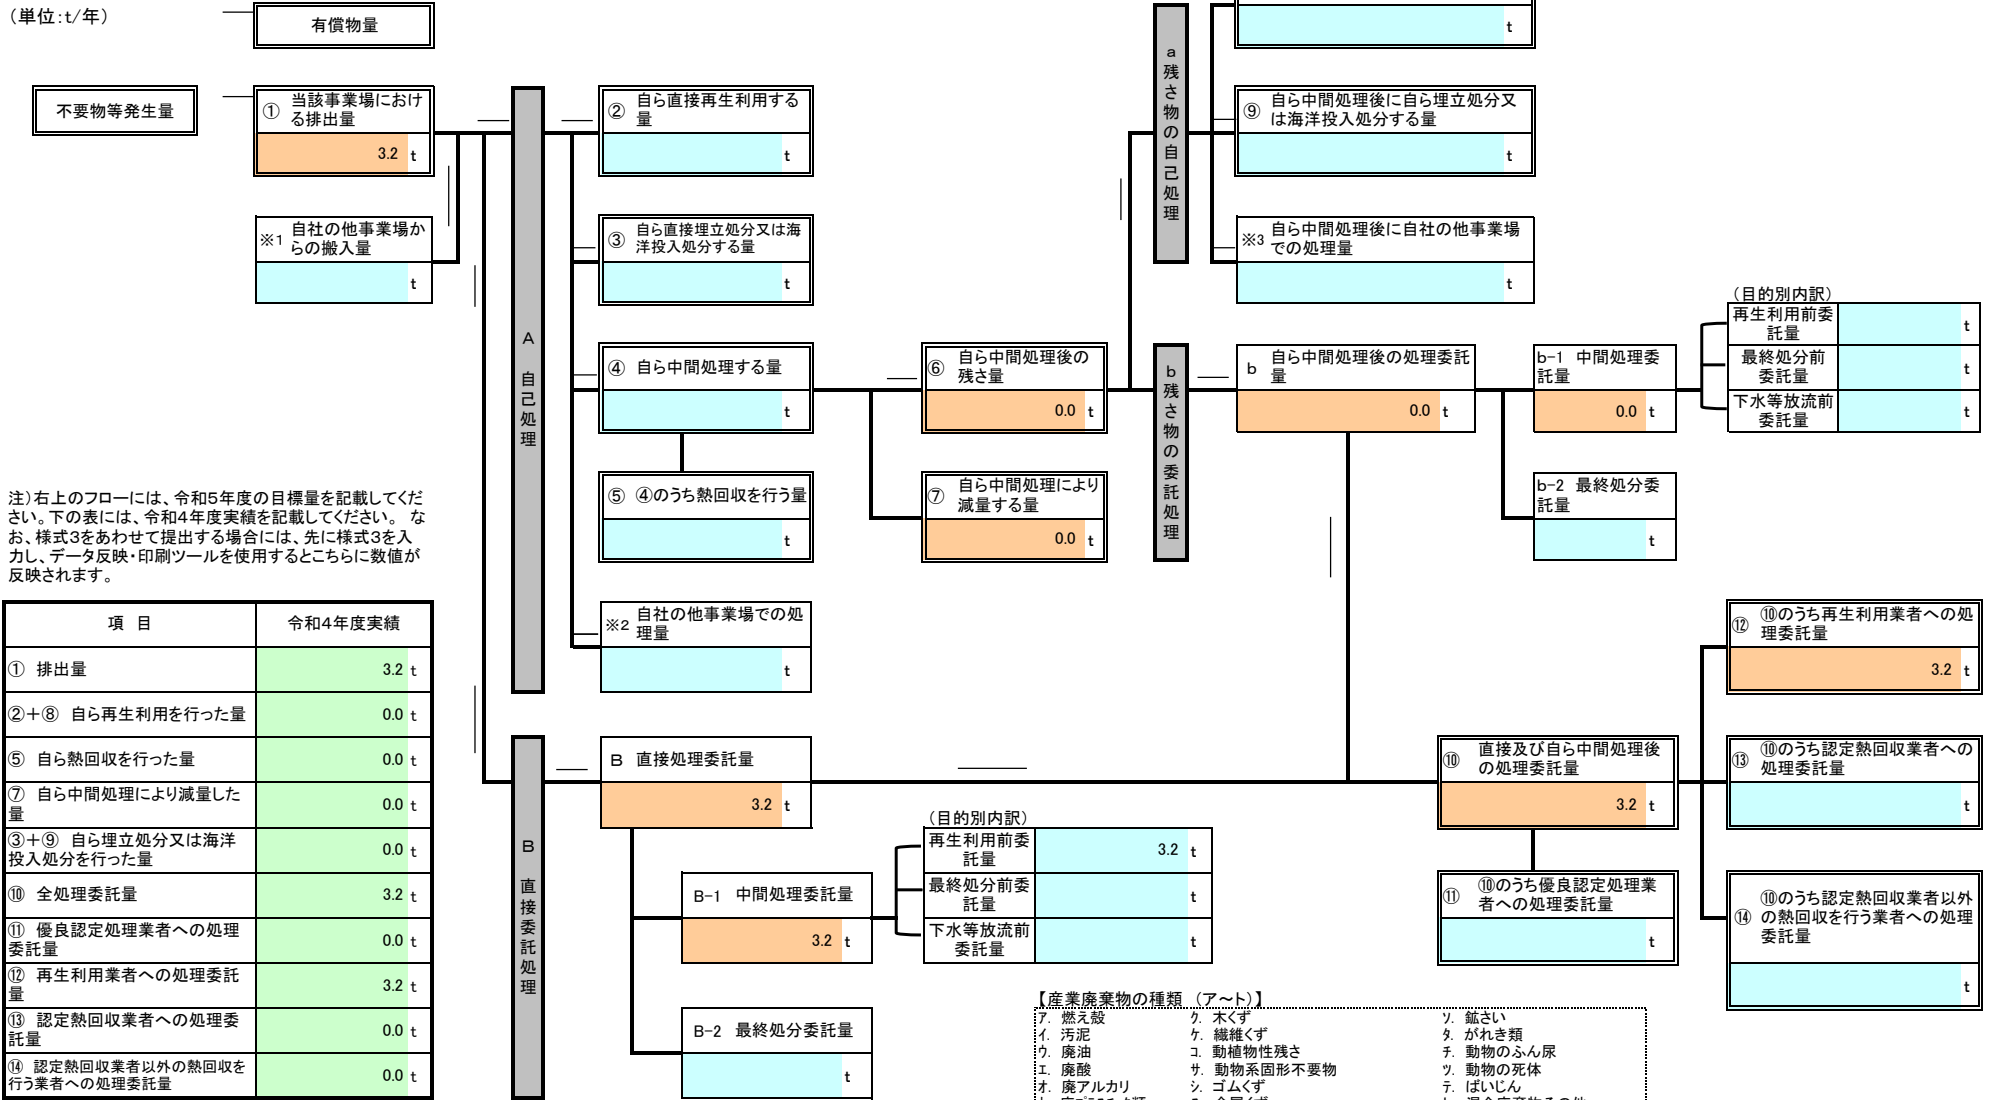 （単位:t/年）
有償物量
不要物等発生量
① 当該事業場におけ
る排出量
3.2 t
※1 自社の他事業場か
らの搬入量
t
A 自己処理
② 自ら直接再生利用する
量
t
③ 自ら直接埋立処分又は海
洋投入処分する量
t
④ 自ら中間処理する量
t
⑤ ④のうち熱回収を行う量
t
※2 自社の他事業場での処
理量
t
⑥ 自ら中間処理後の
残さ量
0.0 t
⑦ 自ら中間処理により
減量する量
0.0 t
a 残さ物の自己処理
t
⑨ 自ら中間処理後に自ら埋立処分又
は海洋投入処分する量
t
※3 自ら中間処理後に自社の他事業場
での処理量
t
b 残さ物の委託処理
b 自ら中間処理後の処理委託
量
0.0 t
b-1 中間処理委
託量
0.0 t
b-2 最終処分委
託量
t
（目的別内訳）
再生利用前委
託量
t
最終処分前
委託量
t
下水等放流前
委託量
t
注）右上のフローには、令和5年度の目標量を記載してくだ
さい。下の表には、令和4年度実績を記載してください。 な
お、様式3をあわせて提出する場合には、先に様式3を入
力し、データ反映・印刷ツールを使用するとこちらに数値が
反映されます。
項 目 令和4年度実績
① 排出量 3.2 t
②＋⑧ 自ら再生利用を行った量 0.0 t
⑤ 自ら熱回収を行った量 0.0 t
⑦ 自ら中間処理により減量した
量 0.0 t
③＋⑨ 自ら埋立処分又は海洋
投入処分を行った量 0.0 t
⑩ 全処理委託量 3.2 t
⑪ 優良認定処理業者への処理
委託量 0.0 t
⑫ 再生利用業者への処理委託
量 3.2 t
⑬ 認定熱回収業者への処理委
託量 0.0 t
⑭ 認定熱回収業者以外の熱回収を
行う業者への処理委託量 0.0 t
B 直接委託処理
B 直接処理委託量
3.2 t
B-1 中間処理委託量
3.2 t
B-2 最終処分委託量
t
（目的別内訳）
再生利用前委
託量
3.2 t
最終処分前委
託量
t
下水等放流前
委託量
t
⑩ 直接及び自ら中間処理後
の処理委託量
3.2 t
⑪ ⑩のうち優良認定処理業
者への処理委託量
t
⑫ ⑩のうち再生利用業者への処
理委託量
3.2 t
⑬ ⑩のうち認定熱回収業者への
処理委託量
t
⑭ ⑩のうち認定熱回収業者以外
の熱回収を行う業者への処理
委託量
t
【産業廃棄物の種類 （ア～ト）】
ア. 燃え殻 ク. 木くず ソ. 鉱さい
イ. 汚泥 ケ. 繊維くず タ. がれき類
ウ. 廃油 コ. 動植物性残さ チ. 動物のふん尿
エ. 廃酸 サ. 動物系固形不要物 ツ. 動物の死体
オ. 廃アルカリ シ. ゴムくず テ. ばいじん